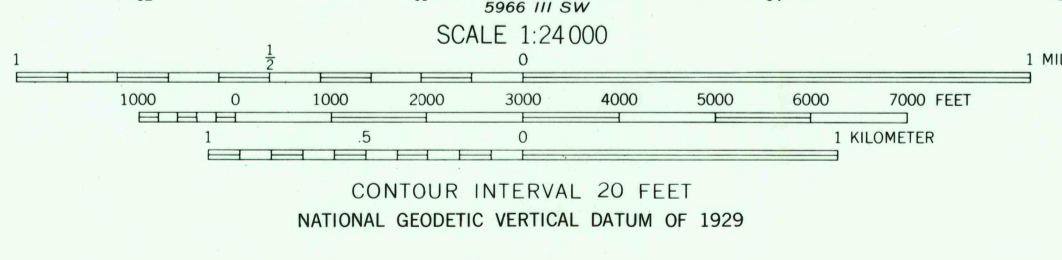 5966 III SW
SCALE 1:24 000
1 1/2 0 1
1000 0 1000 2000 3000 4000 5000 6000 7000 FEET
1 .5 0 1 KILOMETER
CONTOUR INTERVAL 20 FEET
NATIONAL GEODETIC VERTICAL DATUM OF 1929